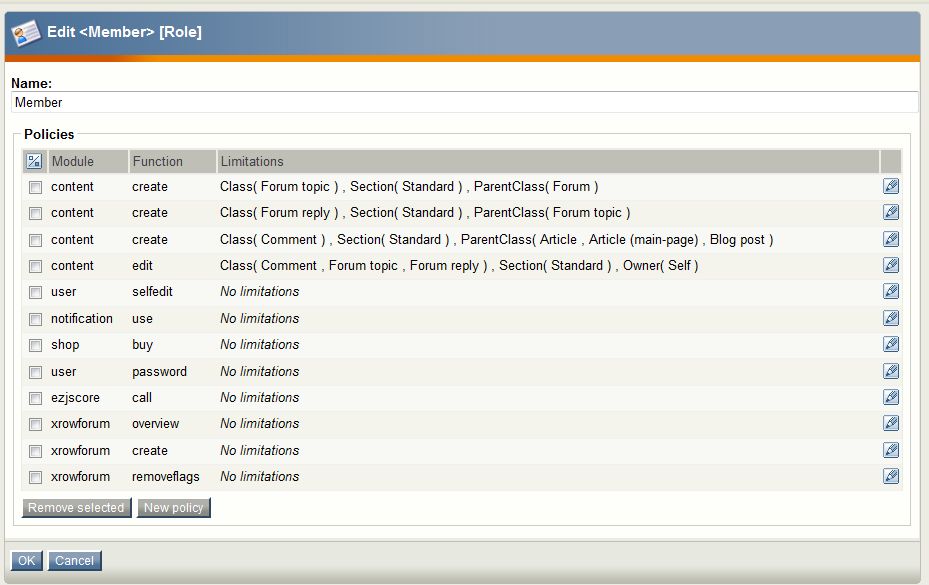 Edit <Member> [Role]
Name:
Member
Policies
Module Function Limitations
content create Class( Forum topic ) , Section( Standard ) , ParentClass( Forum )
content create Class( Forum reply ) , Section( Standard ) , ParentClass( Forum topic )
content create Class( Comment ) , Section( Standard ) , ParentClass( Article , Article (main-page) , Blog post )
content edit Class( Comment , Forum topic , Forum reply ) , Section( Standard ) , Owner( Self )
user selfedit No limitations
notification use No limitations
shop buy No limitations
user password No limitations
ezjscore call No limitations
xrowforum overview No limitations
xrowforum create No limitations
xrowforum removeflags No limitations
Remove selected New policy
OK Cancel